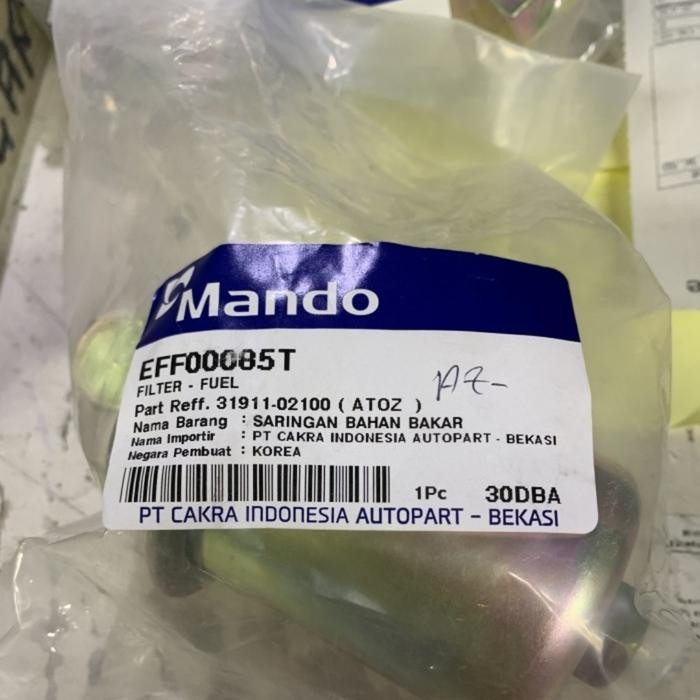 Mando
EFF00085T
FILTER - FUEL
Part Reff. 31911-02100 ( ATOZ )
Nama Barang : SARINGAN BAHAN BAKAR
Nama Importir : PT CAKRA INDONESIA AUTOPART - BEKASI
Negara Pembuat : KOREA
1Pc 30DBA
PT CAKRA INDONESIA AUTOPART - BEKASI